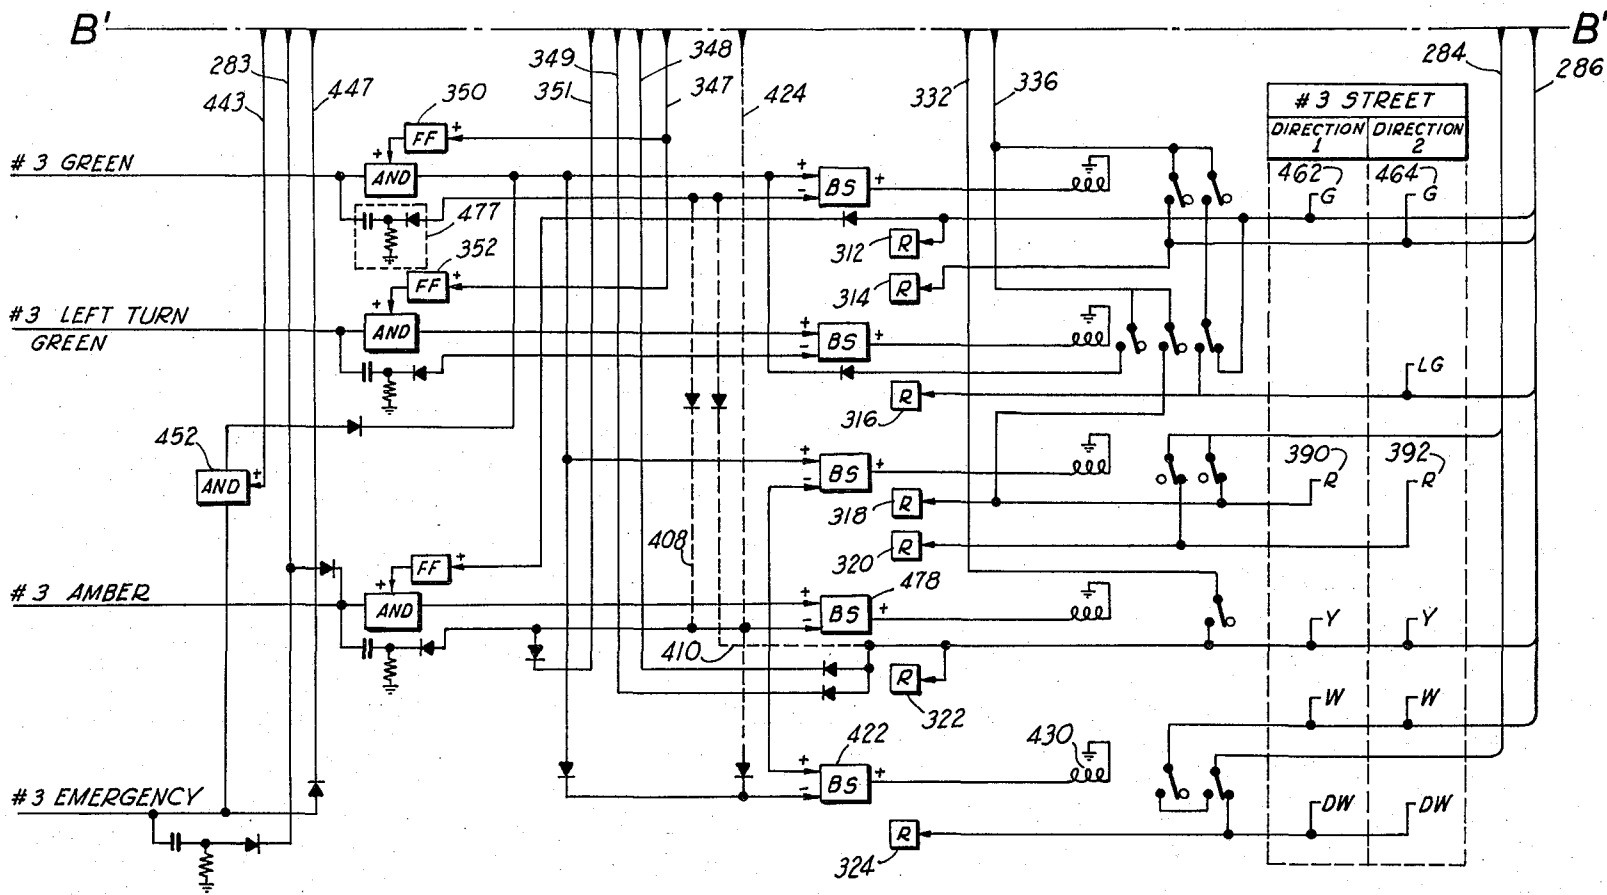 B' B'
283 349 348 284
443 447 350 351 347 424 332 336 286
#3 STREET
DIRECTION 1 DIRECTION 2
FF +
#3 GREEN + AND + - BS + 462 G 464 G
477
352 312 R
FF + 314 R
#3 LEFT TURN GREEN + AND + - BS +
LG
316 R
452 AND + + - BS + 390 R 392 R
318 R
408 320 R
FF + 478
#3 AMBER + AND + - BS + Y Y
410
R 322
W W
422 430
+ - BS +
#3 EMERGENCY DW DW
324 R